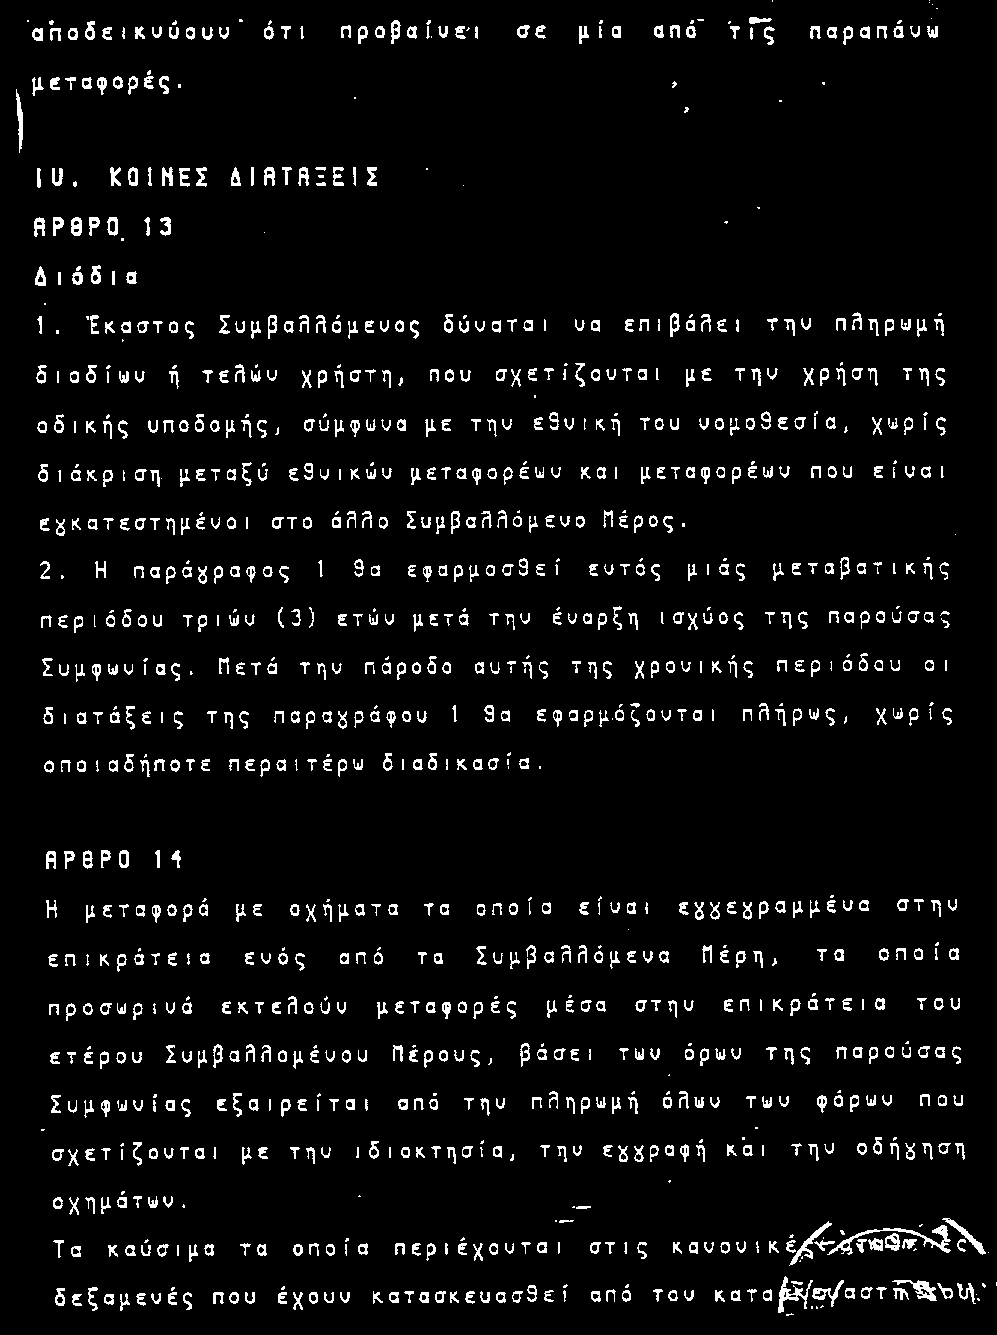 αποδεικνύουν ότι προβαίνει σε μία από τίς παραπάνω
μεταφορές.
IV. ΚΟΙΝΕΣ ΔΙΑΤΑΞΕΙΣ
ΑΡΘΡΟ 13
Διόδια
1. Έκαστος Συμβαλλόμενος δύναται να επιβάλει την πληρωμή
διοδίων ή τελών χρήστη, που σχετίζονται με την χρήση της
οδικής υποδομής, σύμφωνα με την εθνική του νομοθεσία, χωρίς
διάκριση μεταξύ εθνικών μεταφορέων και μεταφορέων που είναι
εγκατεστημένοι στο άλλο Συμβαλλόμενο Μέρος.
2. Η παράγραφος 1 θα εφαρμοσθεί εντός μιάς μεταβατικής
περιόδου τριών (3) ετών μετά την έναρξη ισχύος της παρούσας
Συμφωνίας. Μετά την πάροδο αυτής της χρονικής περιόδου οι
διατάξεις της παραγράφου 1 θα εφαρμόζονται πλήρως, χωρίς
οποιαδήποτε περαιτέρω διαδικασία.
ΑΡΘΡΟ 14
Η μεταφορά με οχήματα τα οποία είναι εγγεγραμμένα στην
επικράτεια ενός από τα Συμβαλλόμενα Μέρη, τα οποία
προσωρινά εκτελούν μεταφορές μέσα στην επικράτεια του
ετέρου Συμβαλλομένου Μέρους, βάσει των όρων της παρούσας
Συμφωνίας εξαιρείται από την πληρωμή όλων των φόρων που
σχετίζονται με την ιδιοκτησία, την εγγραφή και την οδήγηση
οχημάτων.
Τα καύσιμα τα οποία περιέχονται στις κανονικές
δεξαμενές που έχουν κατασκευασθεί από τον